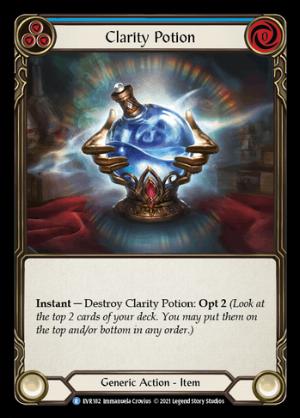 Clarity Potion
0
Instant — Destroy Clarity Potion: Opt 2 (Look at
the top 2 cards of your deck. You may put them on
the top and/or bottom in any order.)
Generic Action - Item
R EVR182 Immanuela Crovius © 2021 Legend Story Studios